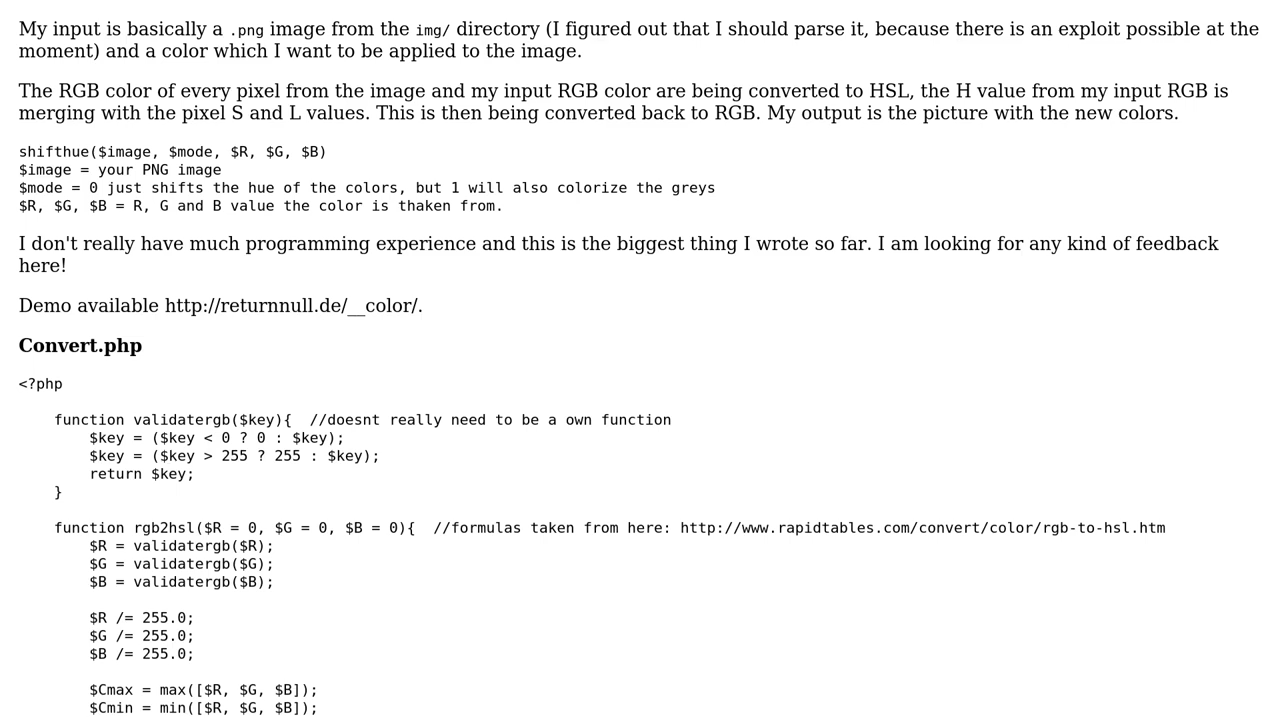 My input is basically a .png image from the img/ directory (I figured out that I should parse it, because there is an exploit possible at the
moment) and a color which I want to be applied to the image.
The RGB color of every pixel from the image and my input RGB color are being converted to HSL, the H value from my input RGB is
merging with the pixel S and L values. This is then being converted back to RGB. My output is the picture with the new colors.
shifthue($image, $mode, $R, $G, $B)
$image = your PNG image
$mode = 0 just shifts the hue of the colors, but 1 will also colorize the greys
$R, $G, $B = R, G and B value the color is thaken from.
I don't really have much programming experience and this is the biggest thing I wrote so far. I am looking for any kind of feedback
here!
Demo available http://returnnull.de/__color/.
Convert.php
<?php
    function validatergb($key){  //doesnt really need to be a own function
        $key = ($key < 0 ? 0 : $key);
        $key = ($key > 255 ? 255 : $key);
        return $key;
    }
    function rgb2hsl($R = 0, $G = 0, $B = 0){  //formulas taken from here: http://www.rapidtables.com/convert/color/rgb-to-hsl.htm
        $R = validatergb($R);
        $G = validatergb($G);
        $B = validatergb($B);
        $R /= 255.0;
        $G /= 255.0;
        $B /= 255.0;
        $Cmax = max([$R, $G, $B]);
        $Cmin = min([$R, $G, $B]);